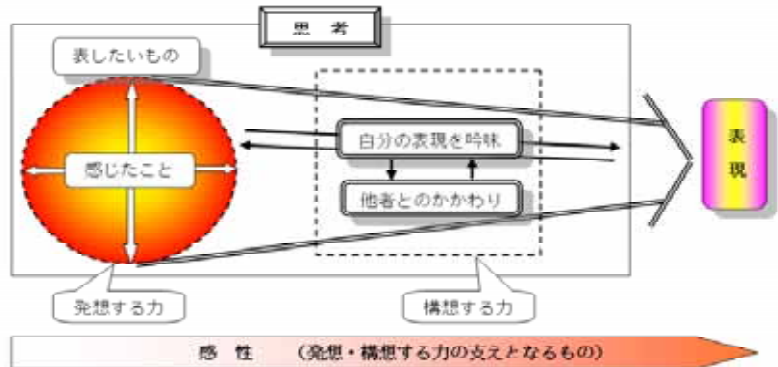 思　考
表したいもの
感じたこと
自分の表現を吟味
他者とのかかわり
表
現
発想する力
構想する力
感　性　　（発想・構想する力の支えとなるもの）